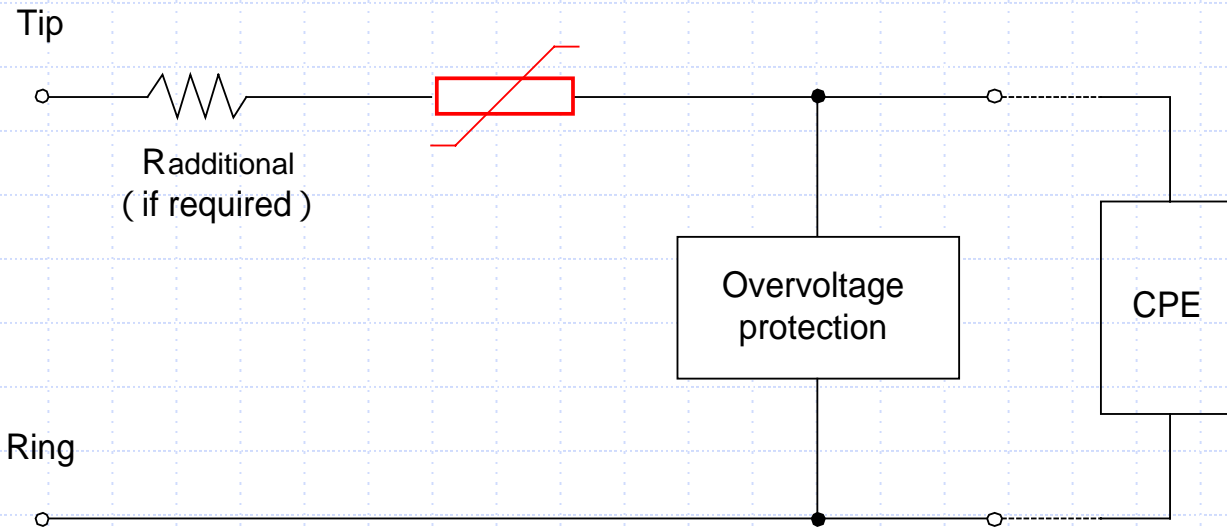 Tip
Radditional
( if required )
Overvoltage
protection
CPE
Ring